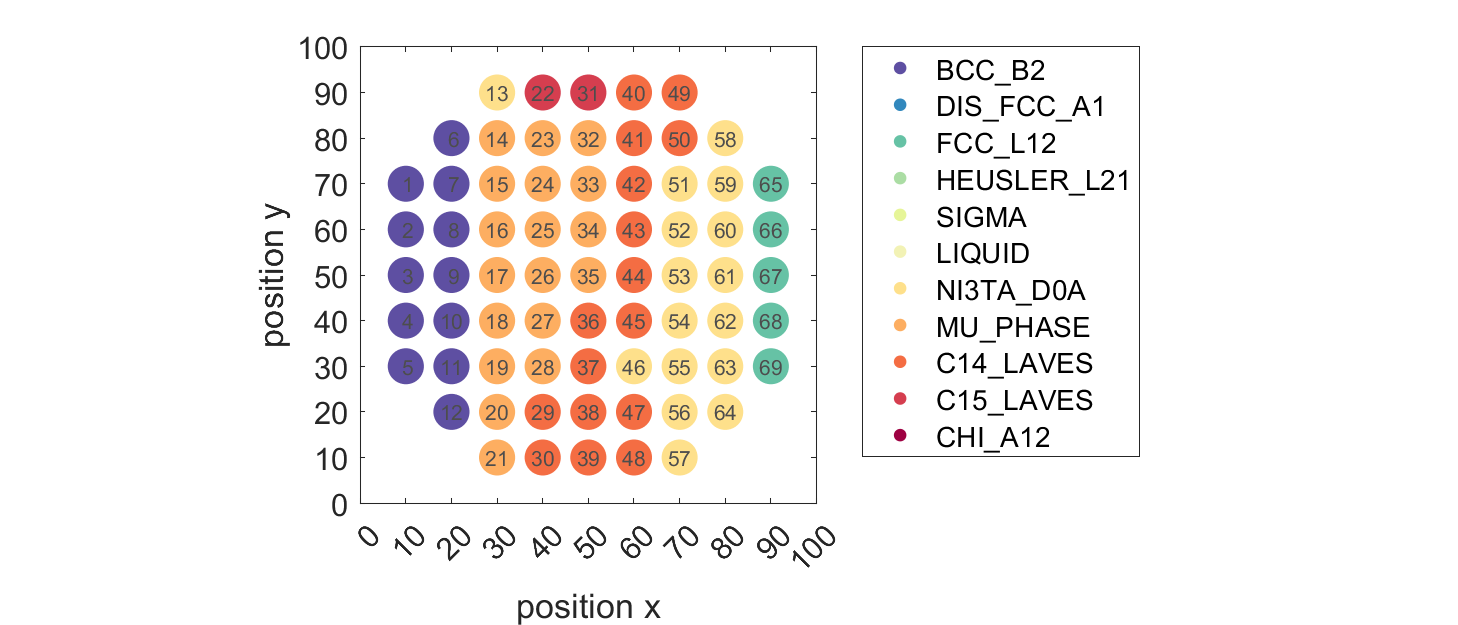 100
90
80
70
60
50
40
30
20
10
0
position y
13 22 31 40 49
6 14 23 32 41 50 58
1 7 15 24 33 42 51 59 65
2 8 16 25 34 43 52 60 66
3 9 17 26 35 44 53 61 67
4 10 18 27 36 45 54 62 68
5 11 19 28 37 46 55 63 69
12 20 29 38 47 56 64
21 30 39 48 57
0 10 20 30 40 50 60 70 80 90 100
position x
BCC_B2
DIS_FCC_A1
FCC_L12
HEUSLER_L21
SIGMA
LIQUID
NI3TA_D0A
MU_PHASE
C14_LAVES
C15_LAVES
CHI_A12